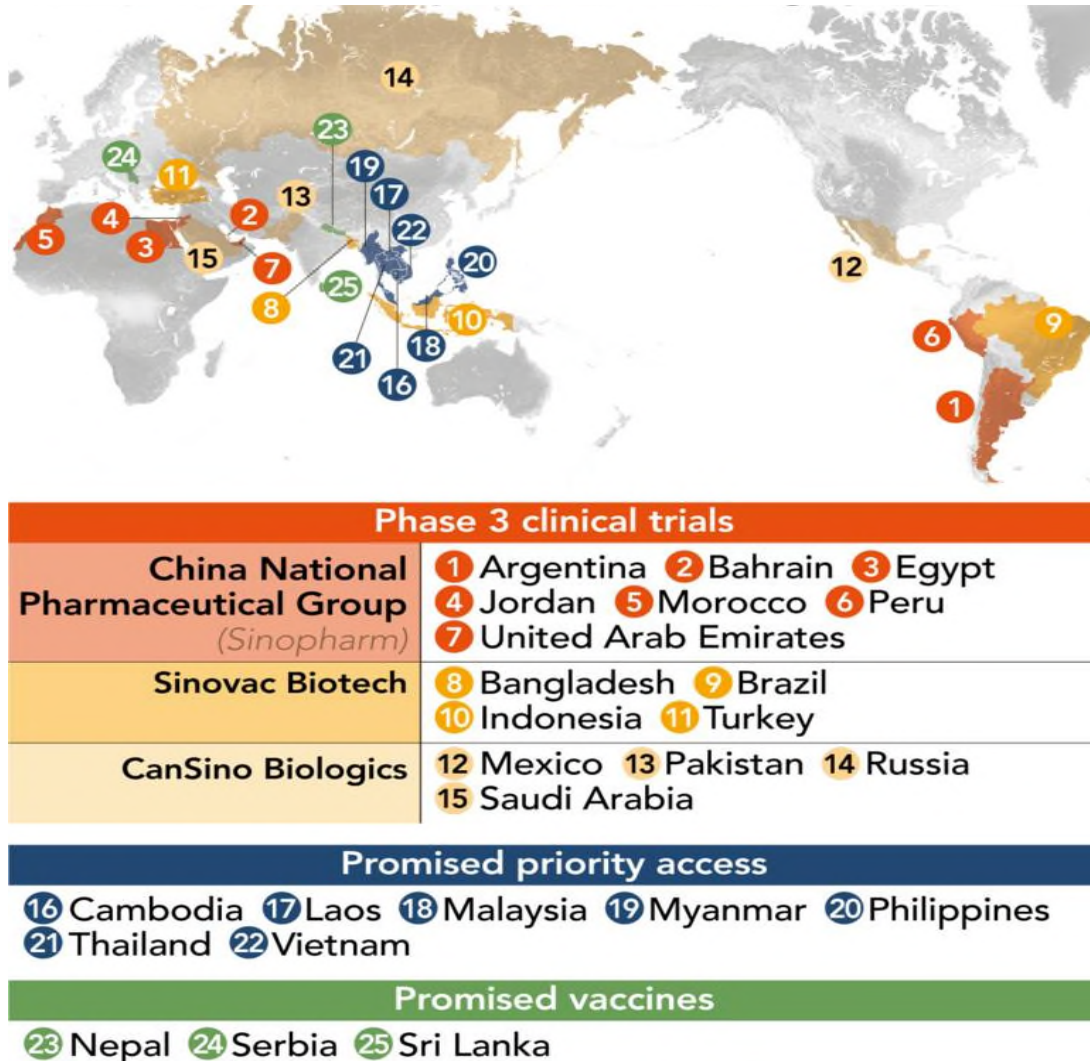 14
23
24
19
11
17
13
2
4
22
5
3
15
20
12
7
25
8
10
9
6
18
21
16
1
Phase 3 clinical trials
China National
Pharmaceutical Group
(Sinopharm)
1 Argentina 2 Bahrain 3 Egypt
4 Jordan 5 Morocco 6 Peru
7 United Arab Emirates
Sinovac Biotech
8 Bangladesh 9 Brazil
10 Indonesia 11 Turkey
CanSino Biologics
12 Mexico 13 Pakistan 14 Russia
15 Saudi Arabia
Promised priority access
16 Cambodia 17 Laos 18 Malaysia 19 Myanmar 20 Philippines
21 Thailand 22 Vietnam
Promised vaccines
23 Nepal 24 Serbia 25 Sri Lanka